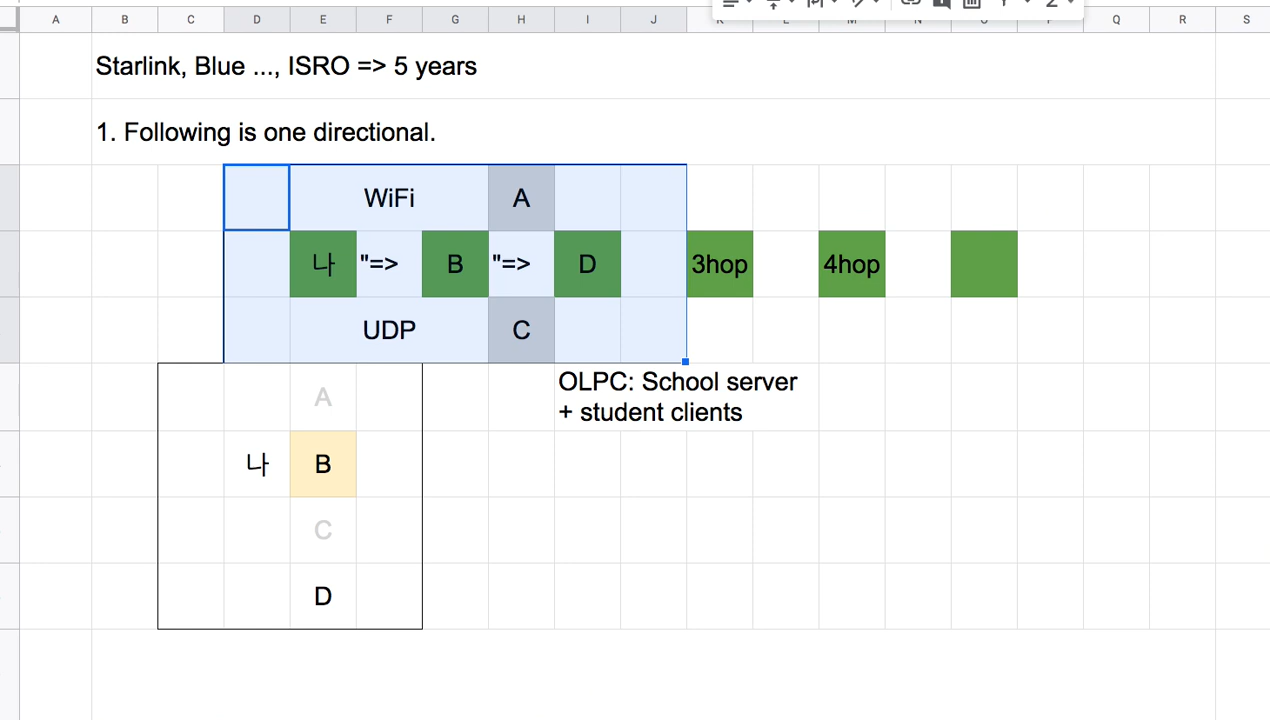 A B C D E F G H I J K L M N O P Q R S
Starlink, Blue ..., ISRO => 5 years
1. Following is one directional.
WiFi A
나 "=> B "=> D 3hop 4hop
UDP C
OLPC: School server
+ student clients
A
나 B
C
D